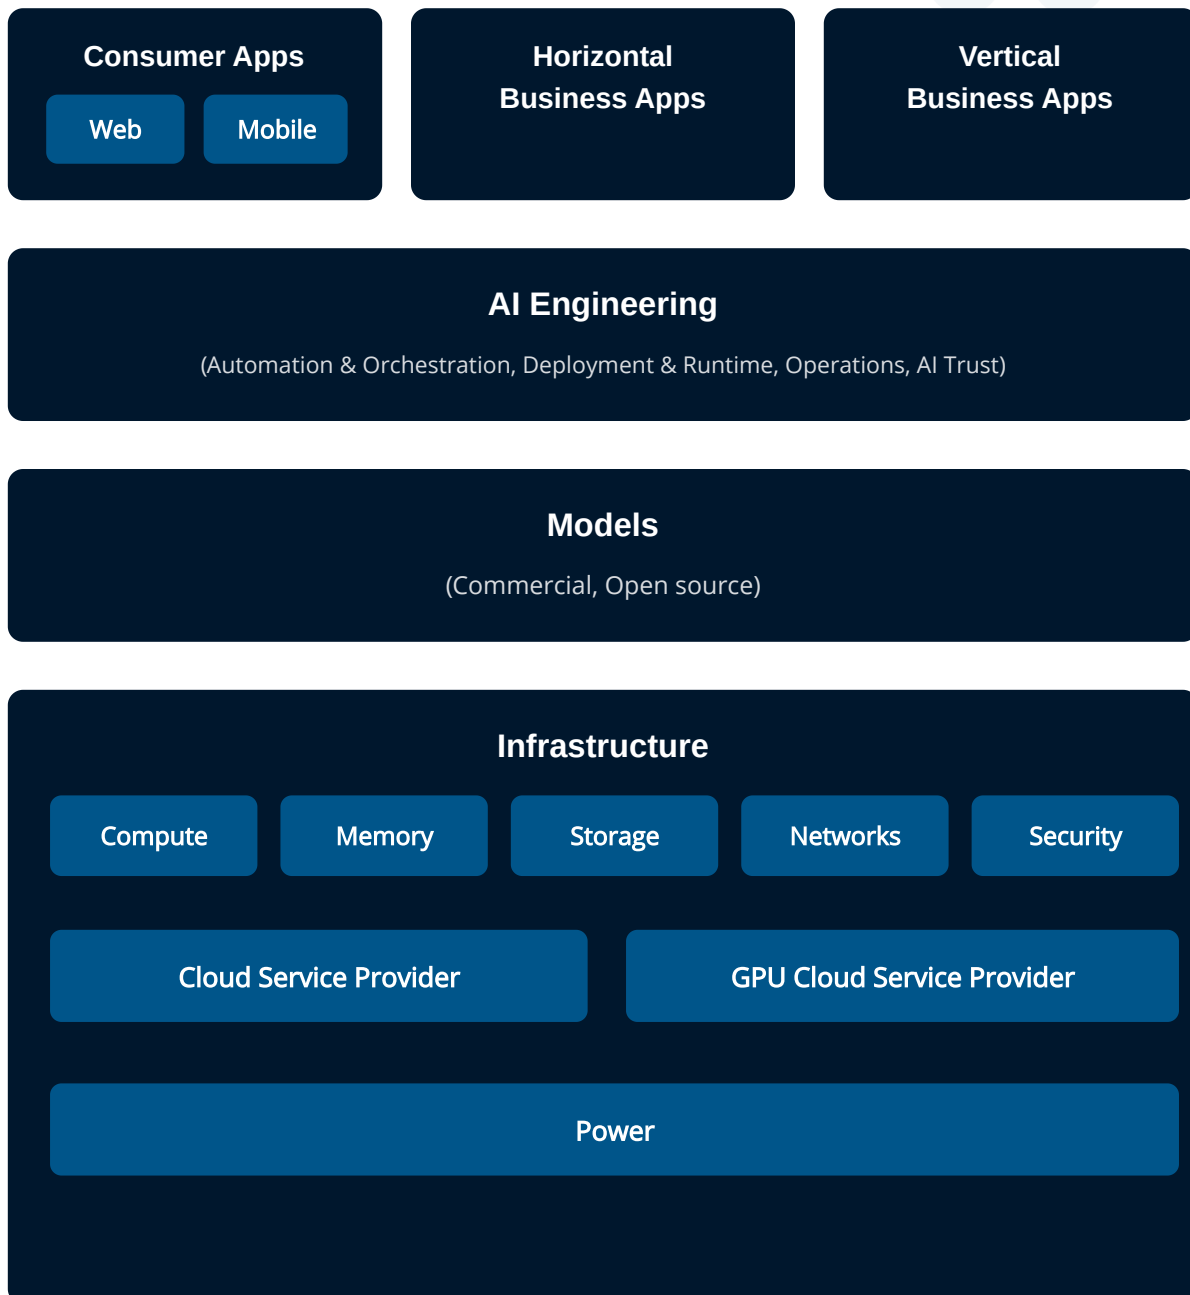 Consumer Apps
Web
Mobile
Horizontal
Business Apps
Vertical
Business Apps
AI Engineering
(Automation & Orchestration, Deployment & Runtime, Operations, AI Trust)
Models
(Commercial, Open source)
Infrastructure
Compute
Memory
Storage
Networks
Security
Cloud Service Provider
GPU Cloud Service Provider
Power